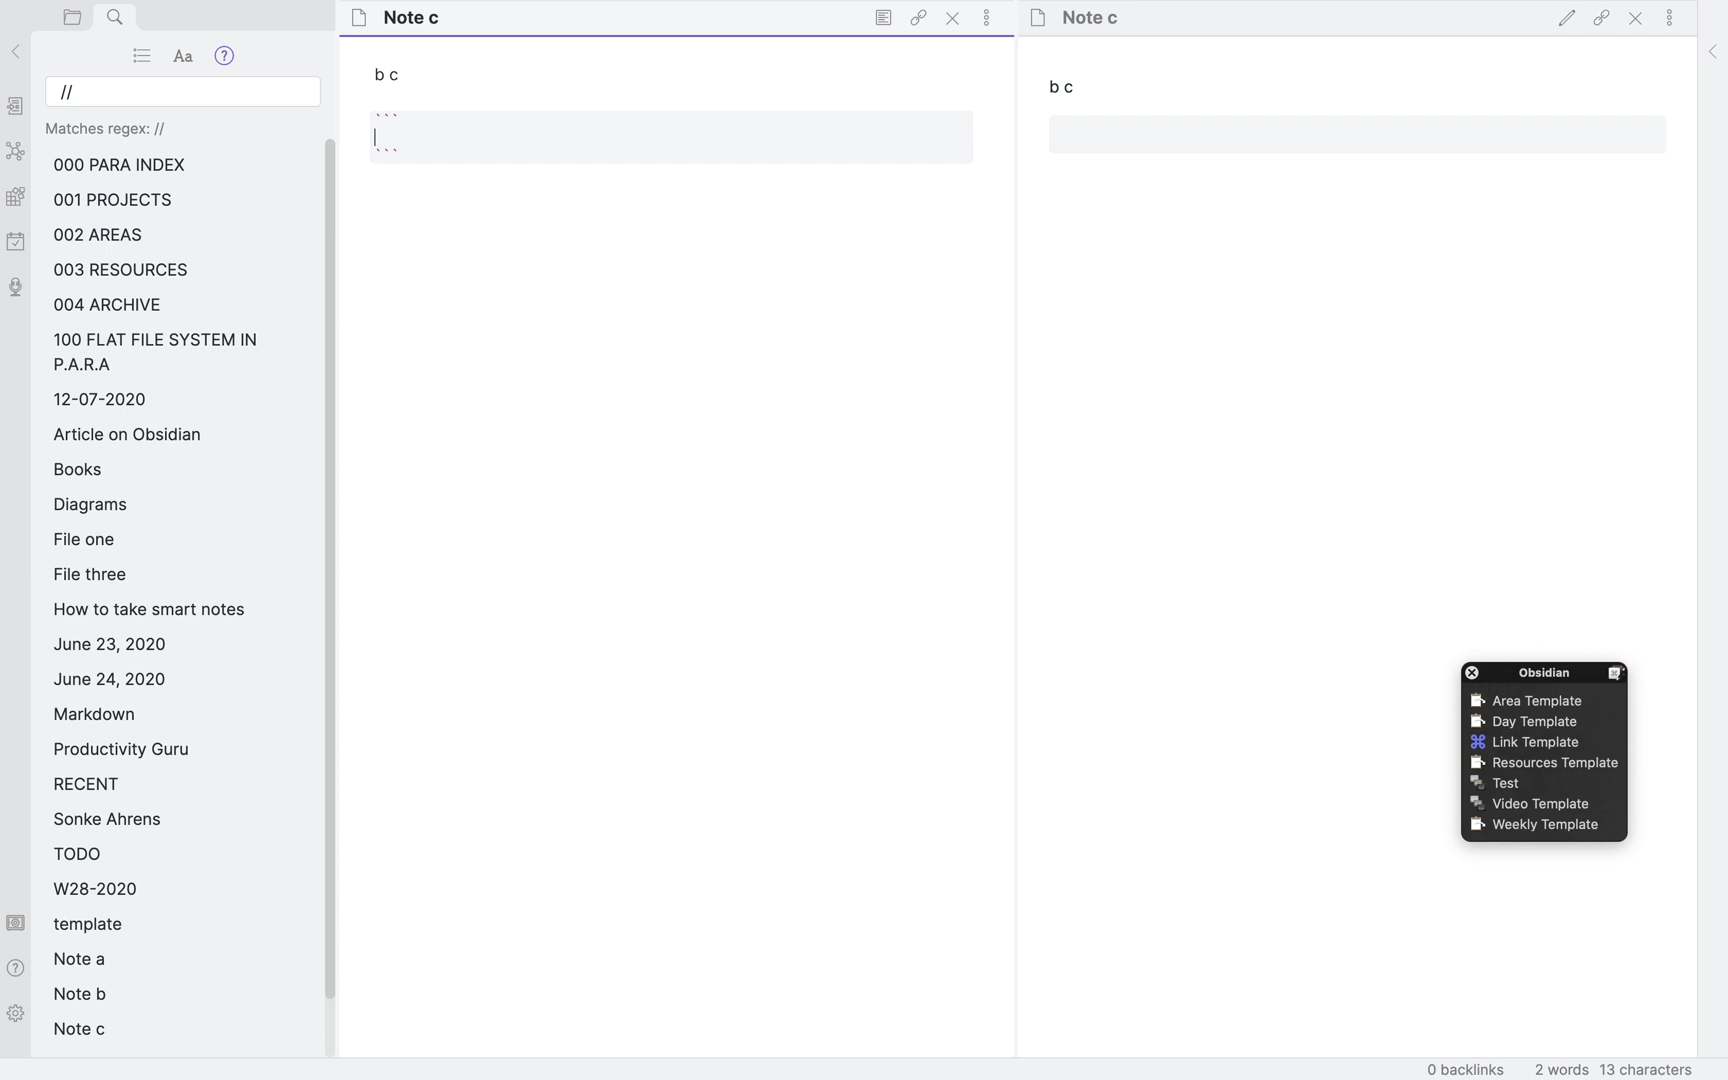 Aa
//
Matches regex: //
000 PARA INDEX
001 PROJECTS
002 AREAS
003 RESOURCES
004 ARCHIVE
100 FLAT FILE SYSTEM IN
P.A.R.A
12-07-2020
Article on Obsidian
Books
Diagrams
File one
File three
How to take smart notes
June 23, 2020
June 24, 2020
Markdown
Productivity Guru
RECENT
Sonke Ahrens
TODO
W28-2020
template
Note a
Note b
Note c
Note c
b c
```
```
Note c
b c
Obsidian
Area Template
Day Template
Link Template
Resources Template
Test
Video Template
Weekly Template
0 backlinks 2 words 13 characters